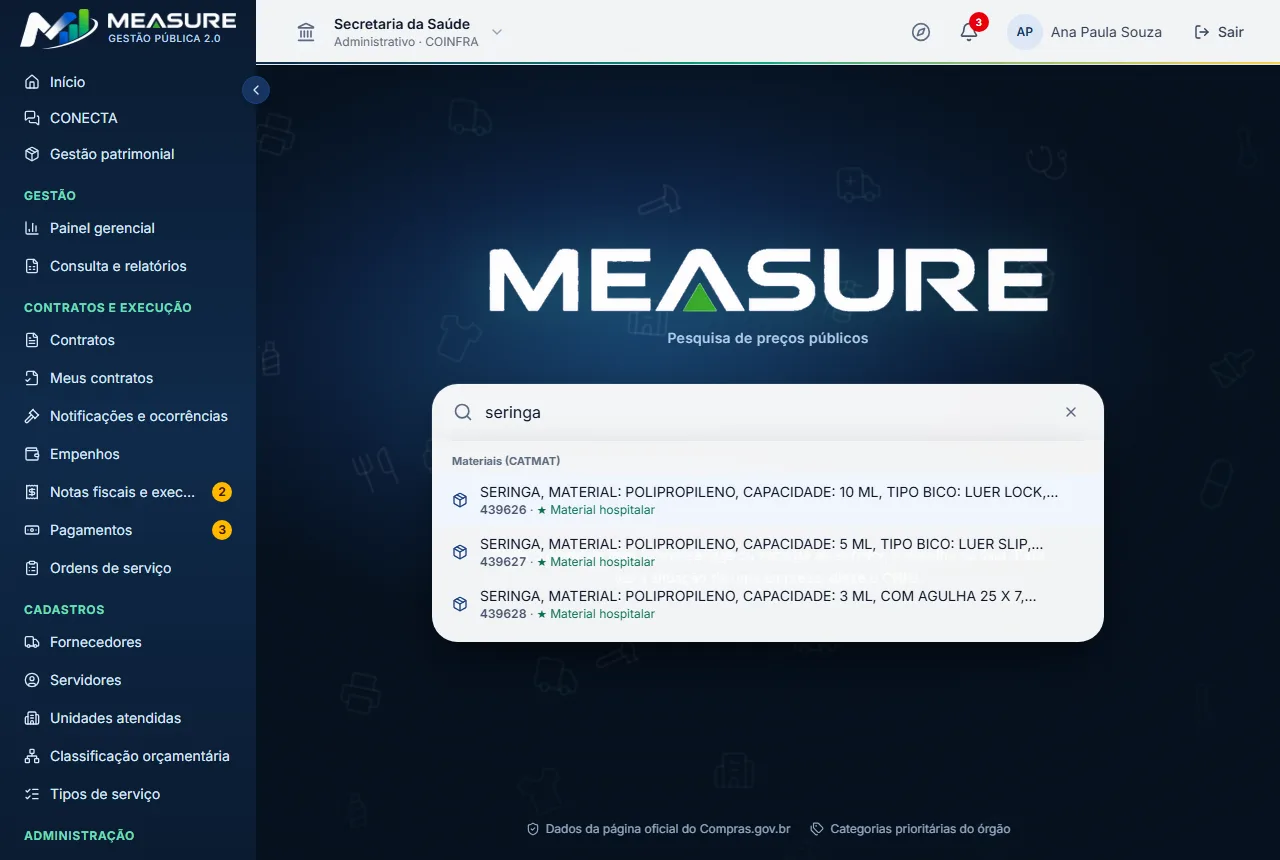 MEASURE
GESTÃO PÚBLICA 2.0
Início
CONECTA
Gestão patrimonial
GESTÃO
Painel gerencial
Consulta e relatórios
CONTRATOS E EXECUÇÃO
Contratos
Meus contratos
Notificações e ocorrências
Empenhos
Notas fiscais e exec... 2
Pagamentos 3
Ordens de serviço
CADASTROS
Fornecedores
Servidores
Unidades atendidas
Classificação orçamentária
Tipos de serviço
ADMINISTRAÇÃO
Secretaria da Saúde
Administrativo · COINFRA
3
AP Ana Paula Souza
Sair
MEASURE
Pesquisa de preços públicos
seringa
Materiais (CATMAT)
SERINGA, MATERIAL: POLIPROPILENO, CAPACIDADE: 10 ML, TIPO BICO: LUER LOCK,...
439626 · ★ Material hospitalar
SERINGA, MATERIAL: POLIPROPILENO, CAPACIDADE: 5 ML, TIPO BICO: LUER SLIP,...
439627 · ★ Material hospitalar
SERINGA, MATERIAL: POLIPROPILENO, CAPACIDADE: 3 ML, COM AGULHA 25 X 7,...
439628 · ★ Material hospitalar
Dados da página oficial do Compras.gov.br
Categorias prioritárias do órgão